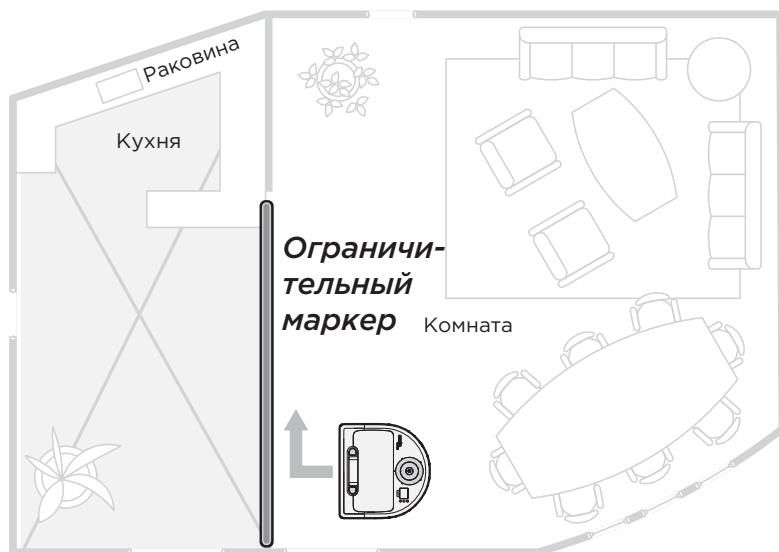 Раковина
Кухня
Ограничи-
тельный
маркер
Комната